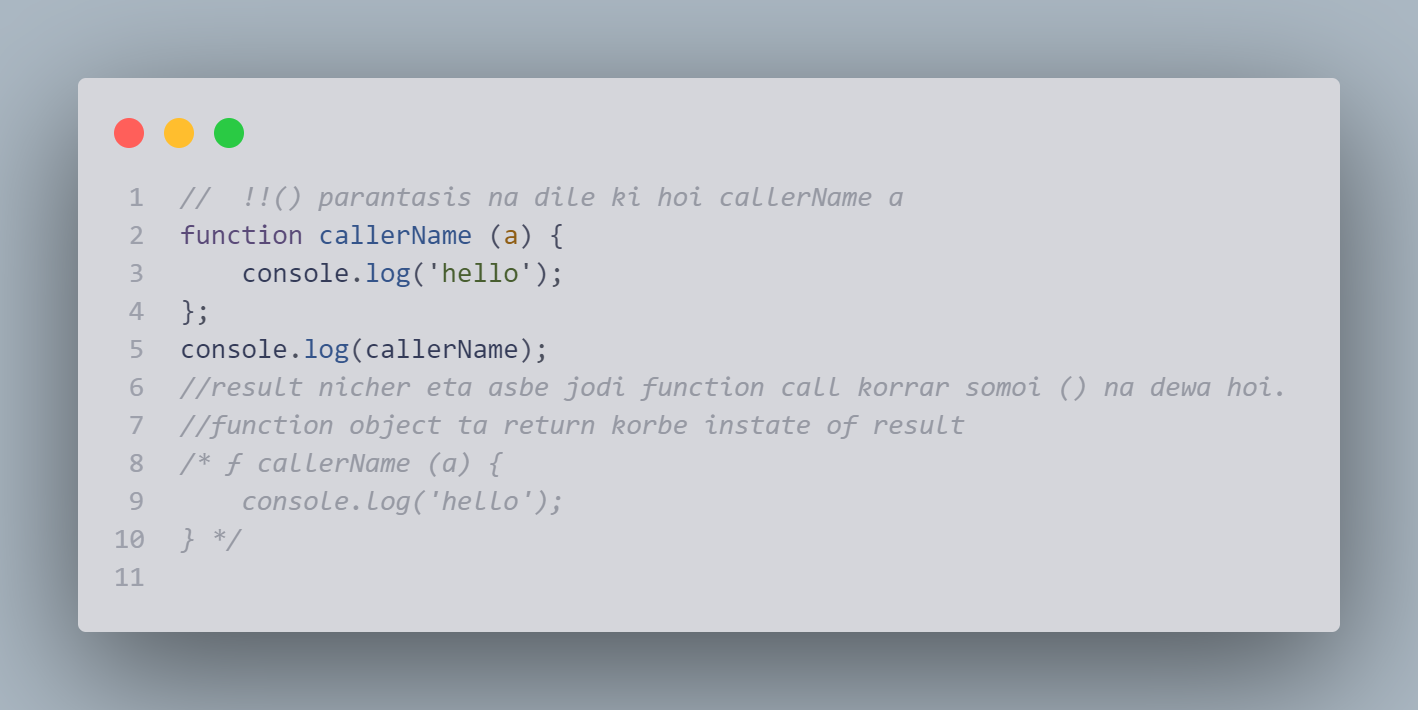 1 //  !!() parantasis na dile ki hoi callerName a
2 function callerName (a) {
3     console.log('hello');
4 };
5 console.log(callerName);
6 //result nicher eta asbe jodi function call korrar somoi () na dewa hoi.
7 //function object ta return korbe instate of result
8 /* ƒ callerName (a) {
9     console.log('hello');
10 } */
11